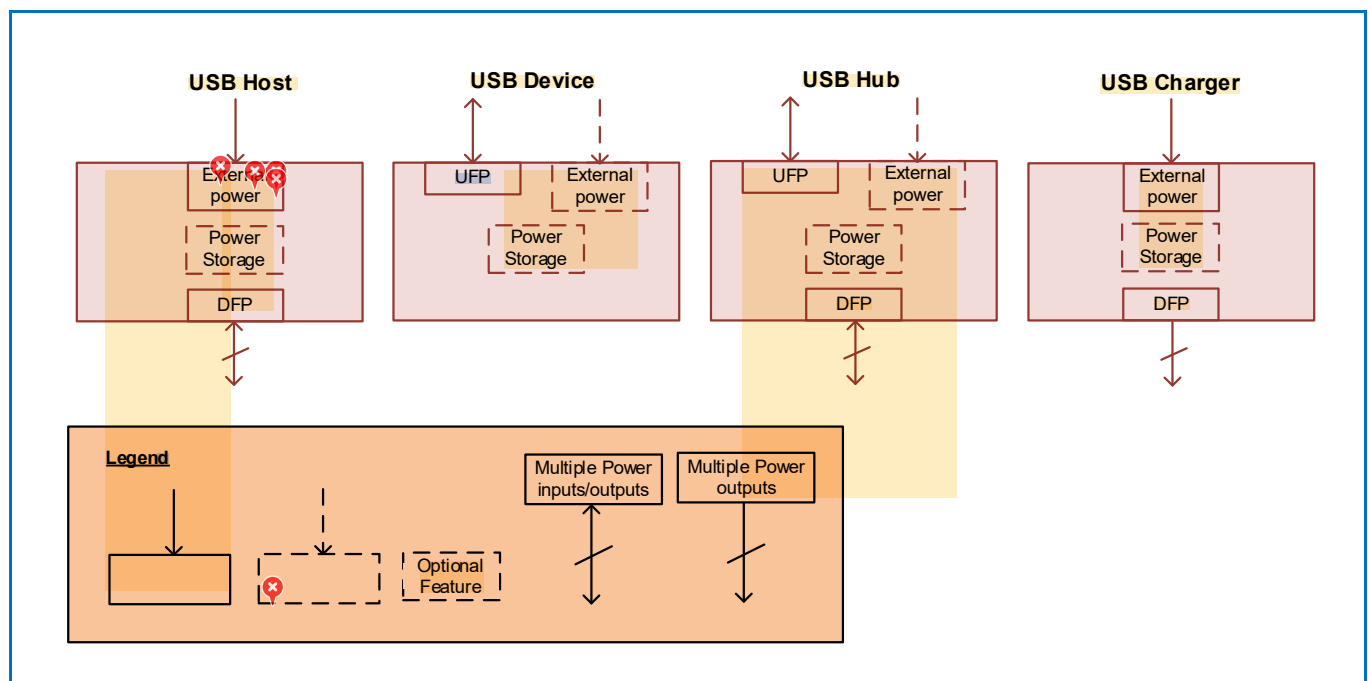 USB Host
USB Device
USB Hub
USB Charger
External
power
Power
Storage
DFP
UFP
External
power
Power
Storage
UFP
External
power
Power
Storage
DFP
External
power
Power
Storage
DFP
Legend
Optional
Feature
Multiple Power
inputs/outputs
Multiple Power
outputs